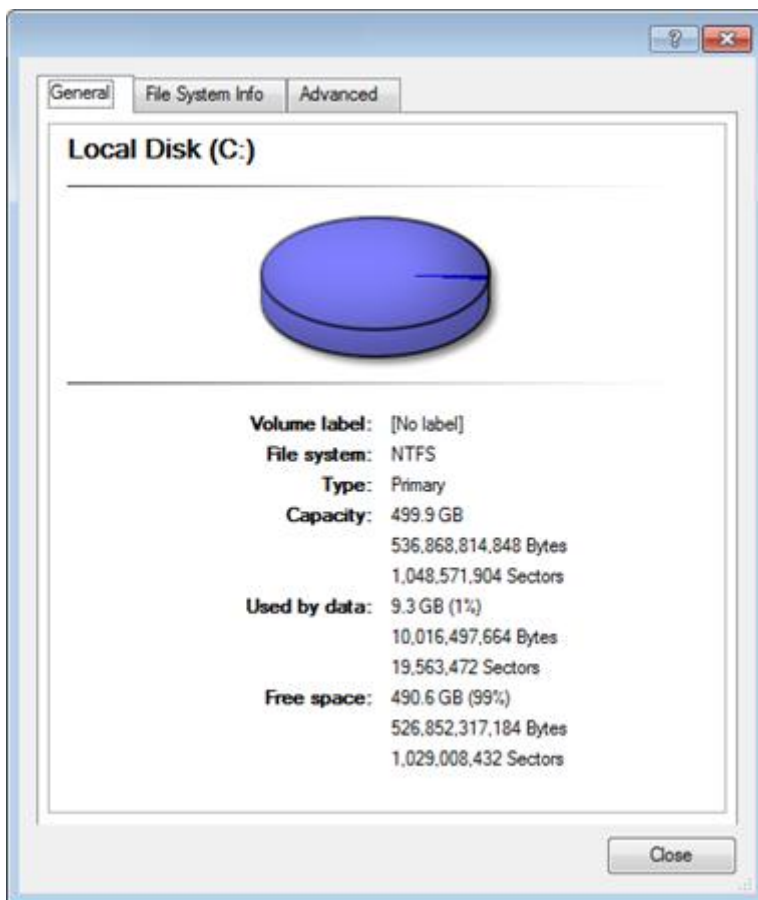 General File System Info Advanced
Local Disk (C:)
Volume label: [No label]
File system: NTFS
Type: Primary
Capacity: 499.9 GB
536,868,814,848 Bytes
1,048,571,904 Sectors
Used by data: 9.3 GB (1%)
10,016,497,664 Bytes
19,563,472 Sectors
Free space: 490.6 GB (99%)
526,852,317,184 Bytes
1,029,008,432 Sectors
Close